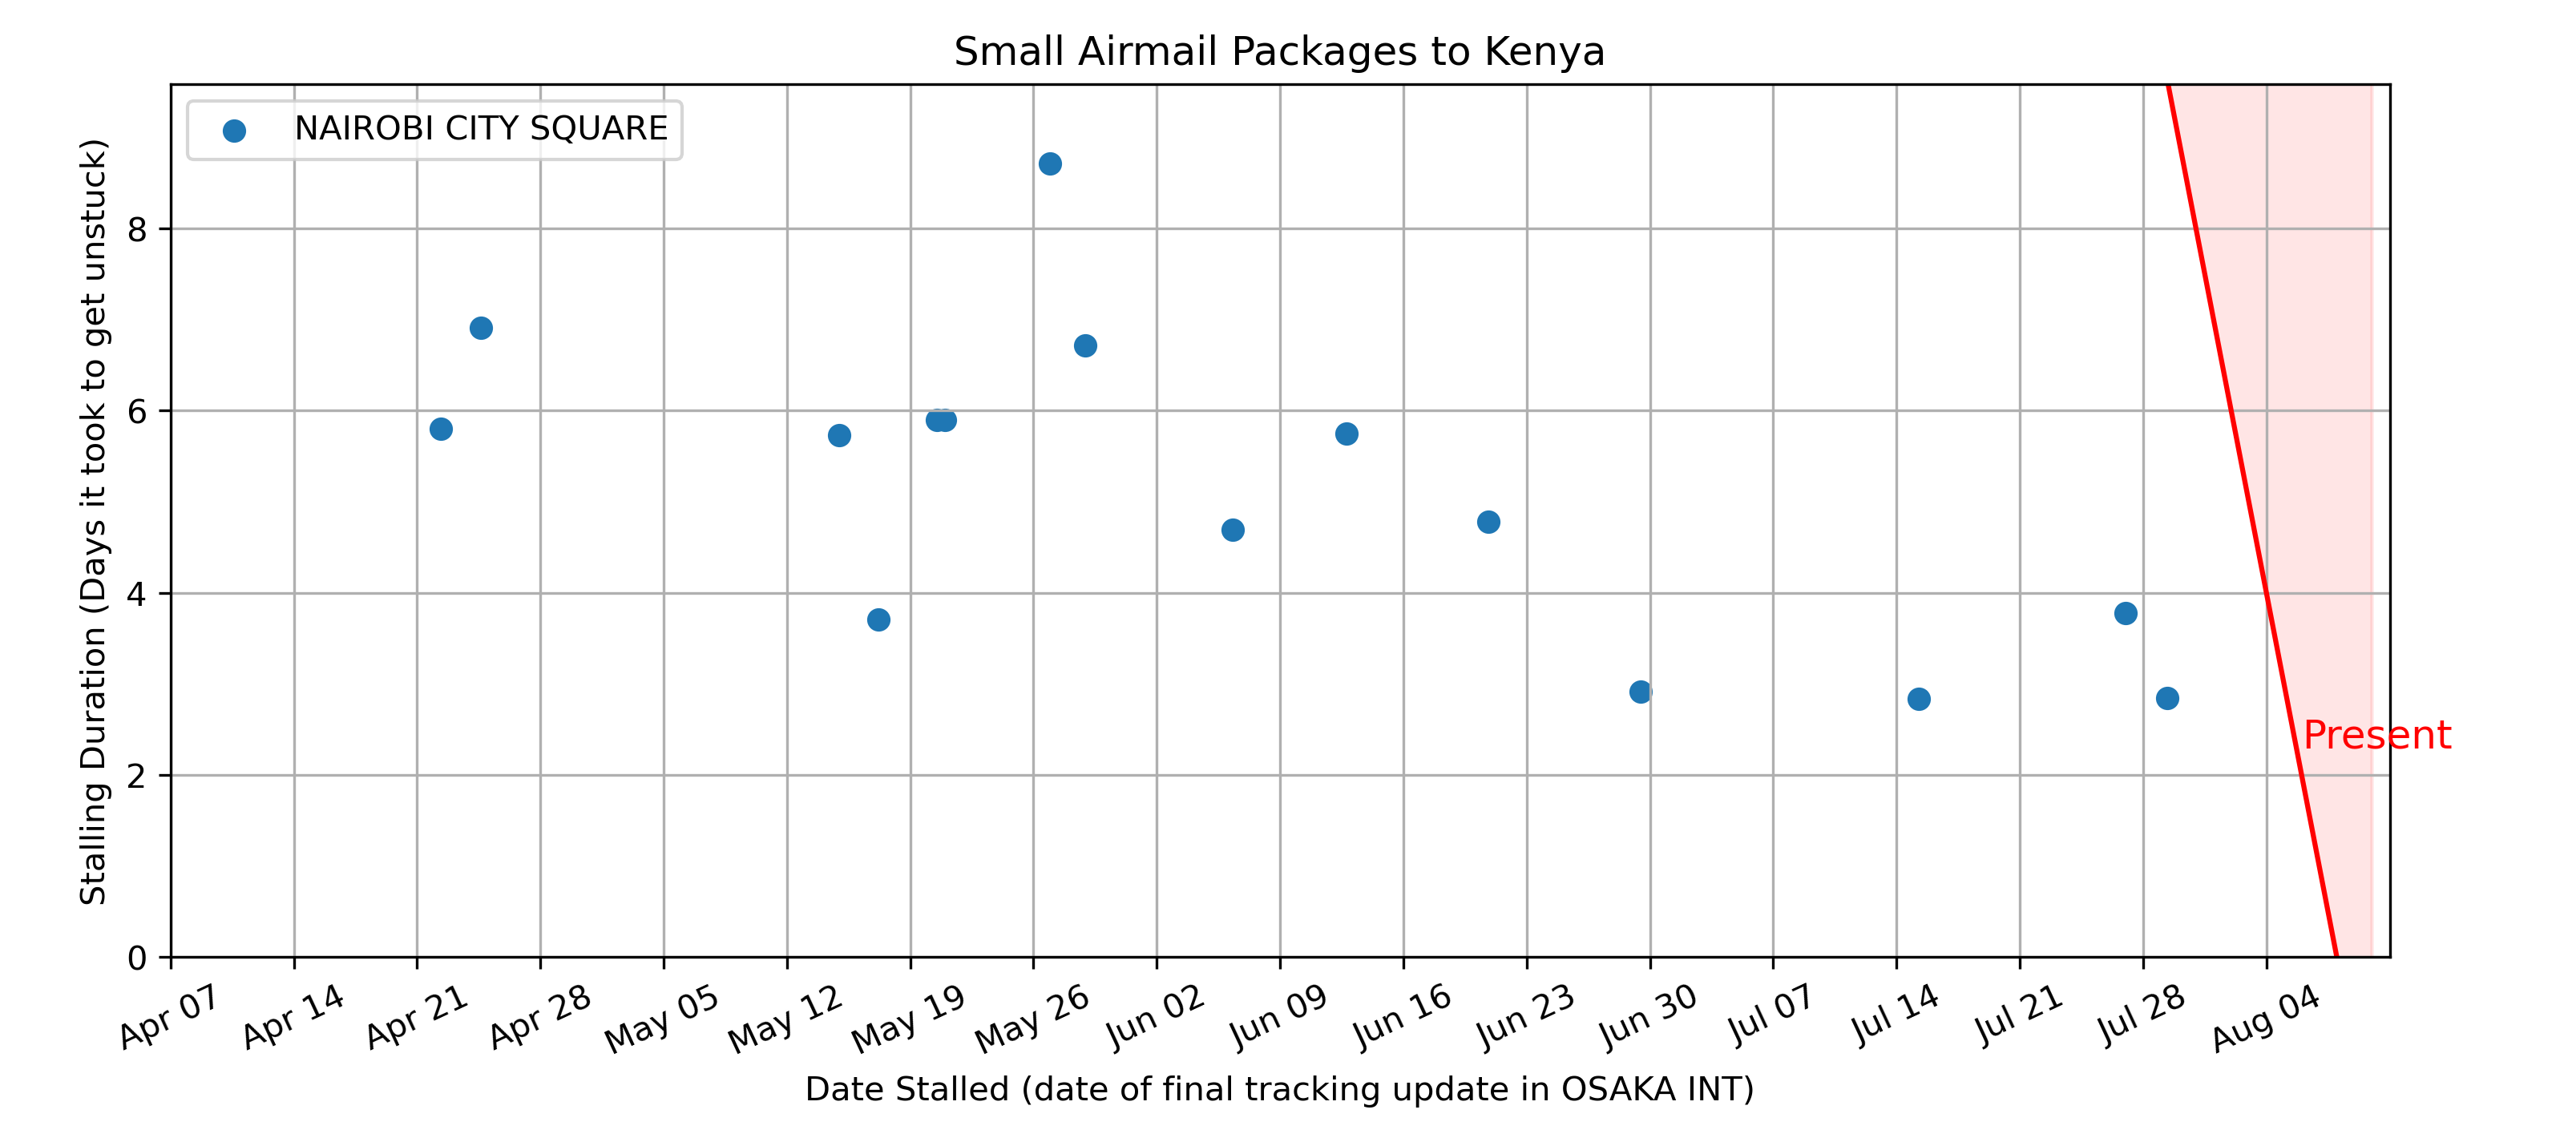 Small Airmail Packages to Kenya
NAIROBI CITY SQUARE
Stalling Duration (Days it took to get unstuck)
8
6
4
2
0
Present
Apr 07 Apr 14 Apr 21 Apr 28 May 05 May 12 May 19 May 26 Jun 02 Jun 09 Jun 16 Jun 23 Jun 30 Jul 07 Jul 14 Jul 21 Jul 28 Aug 04
Date Stalled (date of final tracking update in OSAKA INT)